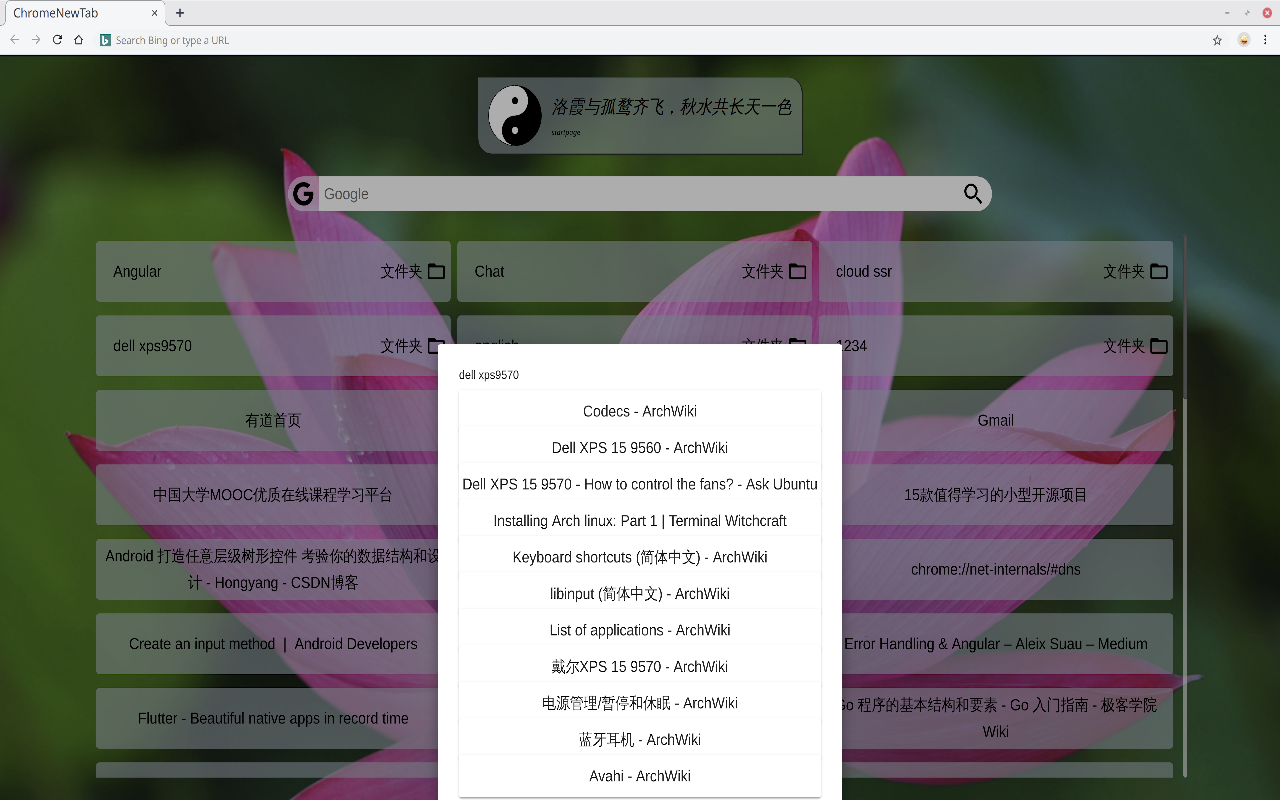 ChromeNewTab
Search Bing or type a URL
洛霞与孤鹜齐飞，秋水共长天一色
startpage
Google
Angular 文件夹
Chat 文件夹
cloud ssr 文件夹
dell xps9570 文件夹
english 文件夹
1234 文件夹
有道首页
Gmail
中国大学MOOC优质在线课程学习平台
15款值得学习的小型开源项目
Android 打造任意层级树形控件 考验你的数据结构和设
计 - Hongyang - CSDN博客
chrome://net-internals/#dns
Create an input method | Android Developers
Error Handling & Angular – Aleix Suau – Medium
Flutter - Beautiful native apps in record time
Go 程序的基本结构和要素 - Go 入门指南 - 极客学院
Wiki
dell xps9570
Codecs - ArchWiki
Dell XPS 15 9560 - ArchWiki
Dell XPS 15 9570 - How to control the fans? - Ask Ubuntu
Installing Arch linux: Part 1 | Terminal Witchcraft
Keyboard shortcuts (简体中文) - ArchWiki
libinput (简体中文) - ArchWiki
List of applications - ArchWiki
戴尔XPS 15 9570 - ArchWiki
电源管理/暂停和休眠 - ArchWiki
蓝牙耳机 - ArchWiki
Avahi - ArchWiki